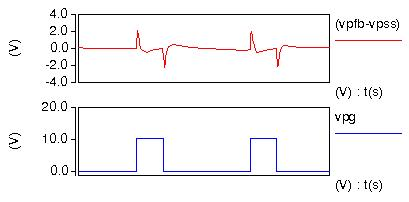 (V)
4.0
2.0
0.0
-2.0
-4.0
(vpfb-vpss)
(V) : t(s)
(V)
20.0
10.0
0.0
vpg
(V) : t(s)